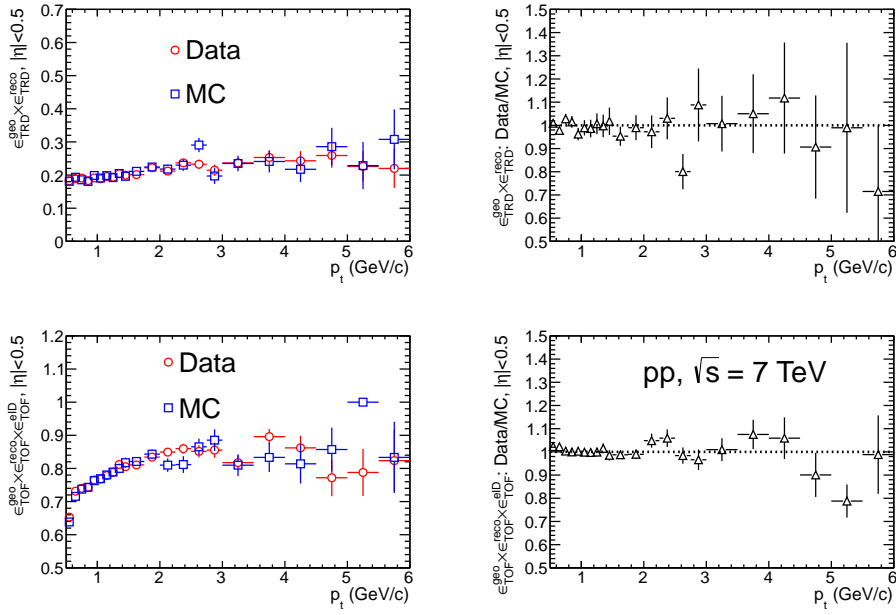 0.7
0.6
0.5
0.4
0.3
0.2
0.1
0
ϵ^geo_TRD×ϵ^reco_TRD, |η|<0.5
Data
MC
1 2 3 4 5 6
p_t (GeV/c)
1.5
1.4
1.3
1.2
1.1
1
0.9
0.8
0.7
0.6
0.5
ϵ^geo_TRD×ϵ^reco_TRD: Data/MC, |η|<0.5
1 2 3 4 5 6
p_t (GeV/c)
1.2
1.1
1
0.9
0.8
0.7
0.6
0.5
ϵ^geo_TOF×ϵ^reco_TOF×ϵ^eID_TOF, |η|<0.5
Data
MC
1 2 3 4 5 6
p_t (GeV/c)
1.5
1.4
1.3
1.2
1.1
1
0.9
0.8
0.7
0.6
0.5
ϵ^geo_TOF×ϵ^reco_TOF×ϵ^eID_TOF: Data/MC, |η|<0.5
pp, √s = 7 TeV
1 2 3 4 5 6
p_t (GeV/c)